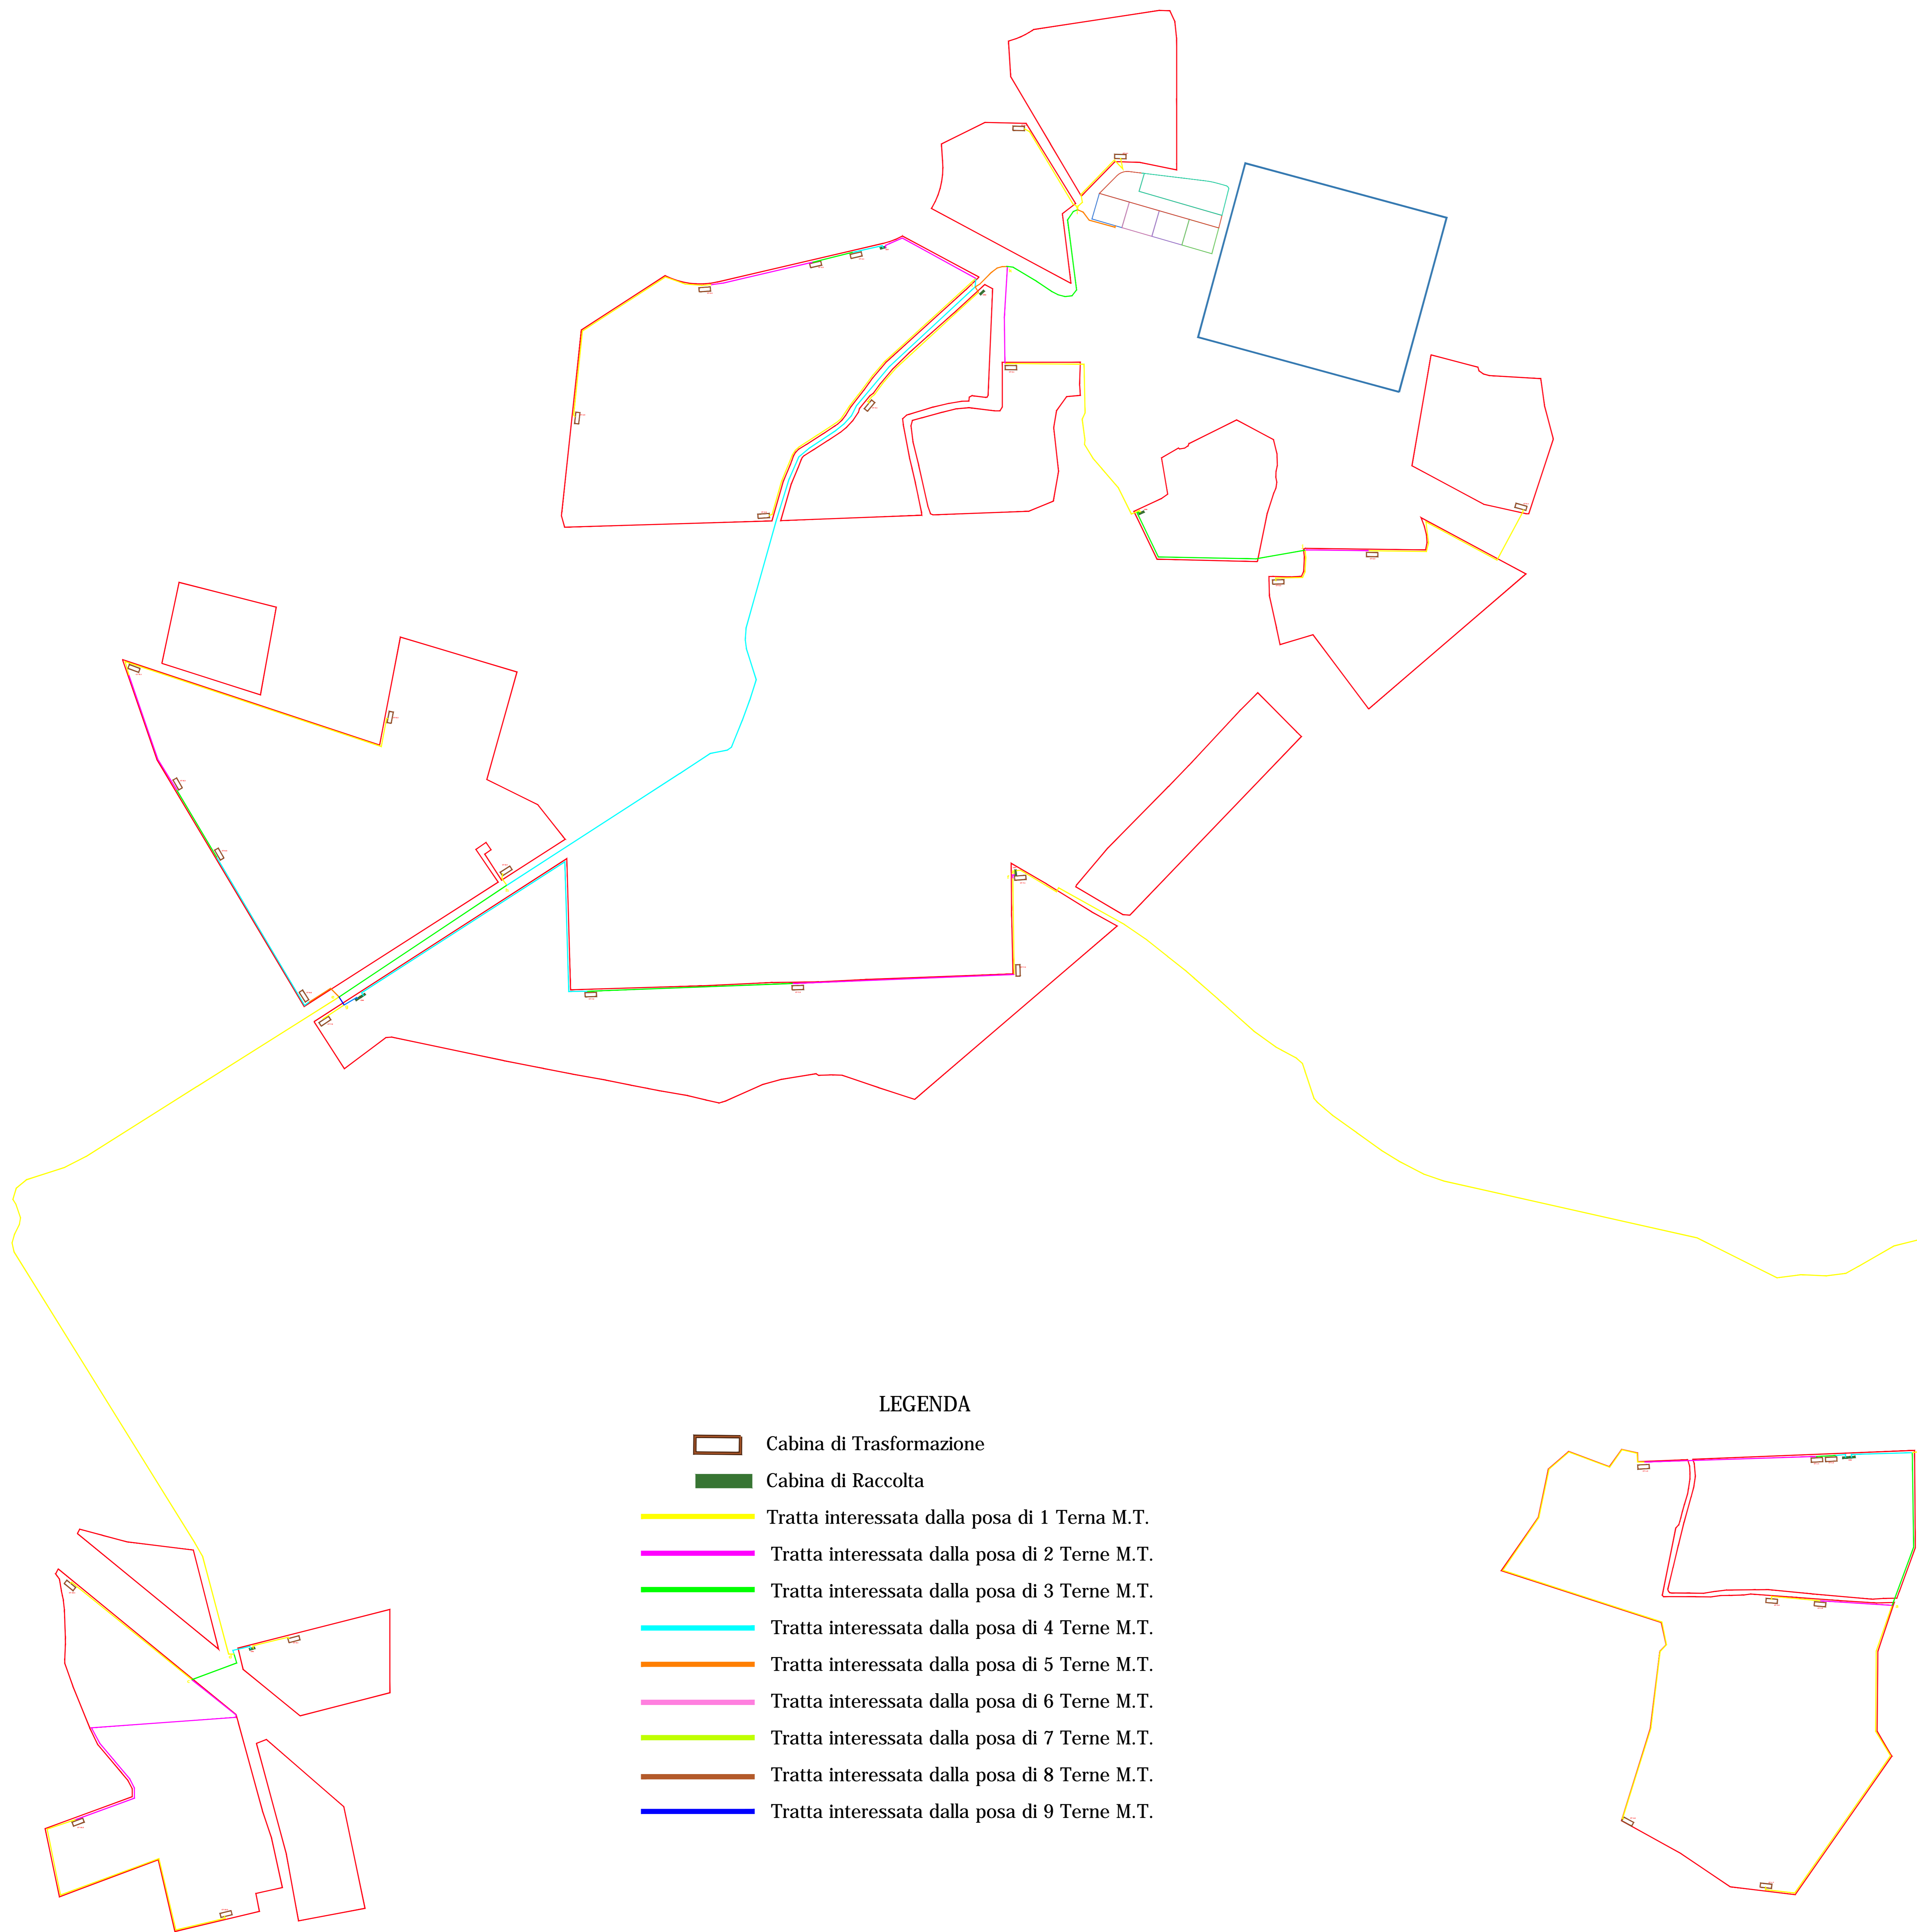 LEGENDA
Cabina di Trasformazione
Cabina di Raccolta
Tratta interessata dalla posa di 1 Terna M.T.
Tratta interessata dalla posa di 2 Terne M.T.
Tratta interessata dalla posa di 3 Terne M.T.
Tratta interessata dalla posa di 4 Terne M.T.
Tratta interessata dalla posa di 5 Terne M.T.
Tratta interessata dalla posa di 6 Terne M.T.
Tratta interessata dalla posa di 7 Terne M.T.
Tratta interessata dalla posa di 8 Terne M.T.
Tratta interessata dalla posa di 9 Terne M.T.